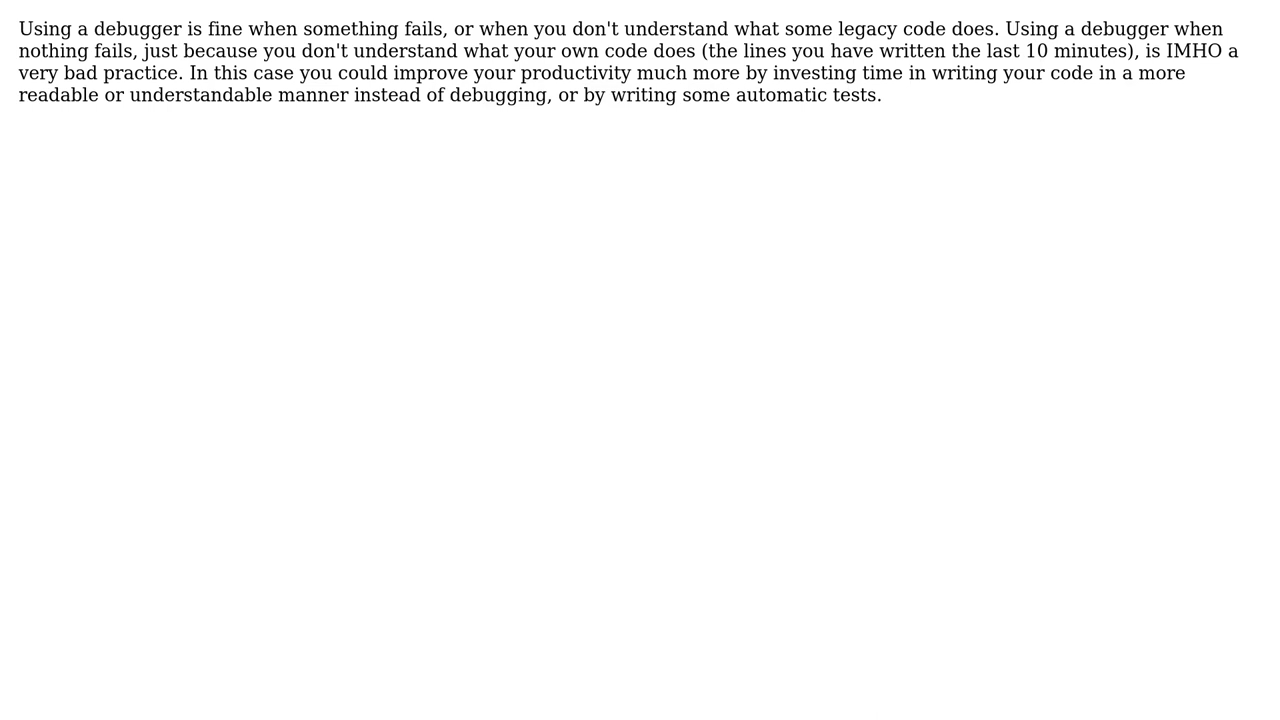 Using a debugger is fine when something fails, or when you don't understand what some legacy code does. Using a debugger when
nothing fails, just because you don't understand what your own code does (the lines you have written the last 10 minutes), is IMHO a
very bad practice. In this case you could improve your productivity much more by investing time in writing your code in a more
readable or understandable manner instead of debugging, or by writing some automatic tests.